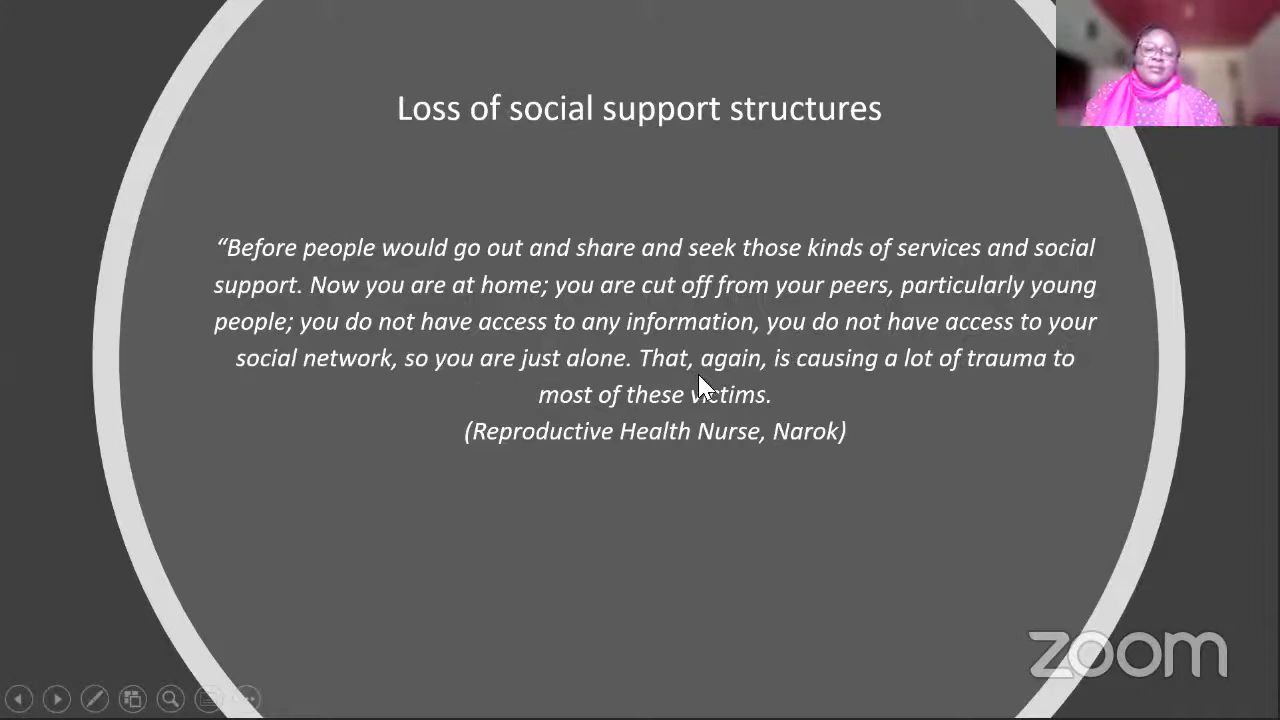 Loss of social support structures
“Before people would go out and share and seek those kinds of services and social
support. Now you are at home; you are cut off from your peers, particularly young
people; you do not have access to any information, you do not have access to your
social network, so you are just alone. That, again, is causing a lot of trauma to
most of these victims.
(Reproductive Health Nurse, Narok)
zoom